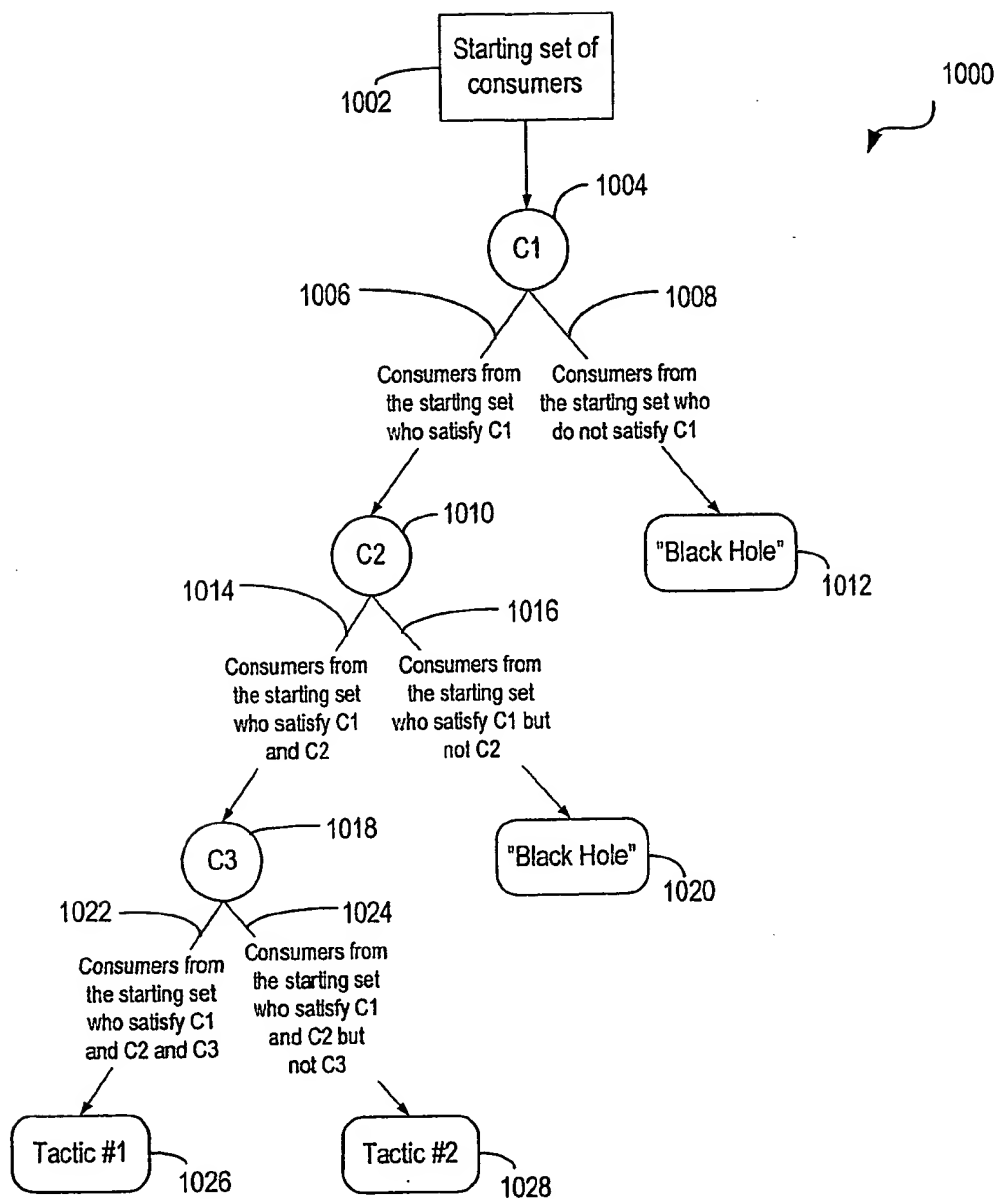 Starting set of
consumers
1002
1000
1004
C1
1006
1008
Consumers from
the starting set
who satisfy C1
Consumers from
the starting set who
do not satisfy C1
1010
C2
"Black Hole"
1012
1014
1016
Consumers from
the starting set
who satisfy C1
and C2
Consumers from
the starting set
who satisfy C1 but
not C2
1018
C3
"Black Hole"
1020
1022
1024
Consumers from
the starting set
who satisfy C1
and C2 and C3
Consumers from
the starting set
who satisfy C1
and C2 but
not C3
Tactic #1
1026
Tactic #2
1028